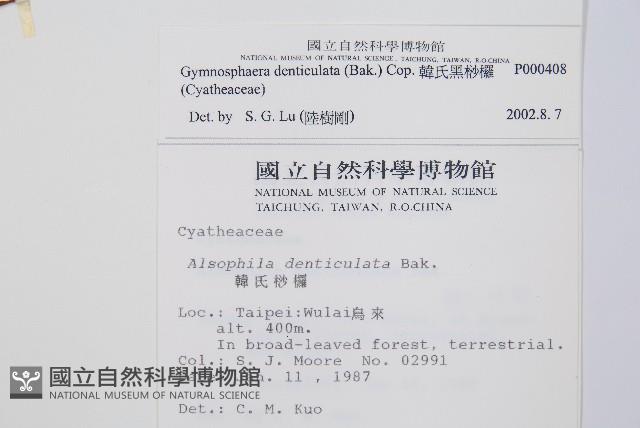 國立自然科學博物館
NATIONAL MUSEUM OF NATURAL SCIENCE, TAICHUNG, TAIWAN, R.O.CHINA
Gymnosphaera denticulata (Bak.) Cop. 韓氏黑桫欏 P000408
(Cyatheaceae)
Det. by S. G. Lu (陸樹剛) 2002.8.7
國立自然科學博物館
NATIONAL MUSEUM OF NATURAL SCIENCE
TAICHUNG, TAIWAN, R.O.CHINA
Cyatheaceae
Alsophila denticulata Bak.
韓氏桫欏
Loc.: Taipei:Wulai烏來
alt. 400m.
In broad-leaved forest, terrestrial.
Col.: S. J. Moore No. 02991
11 , 1987
Det.: C. M. Kuo
國立自然科學博物館
NATIONAL MUSEUM OF NATURAL SCIENCE